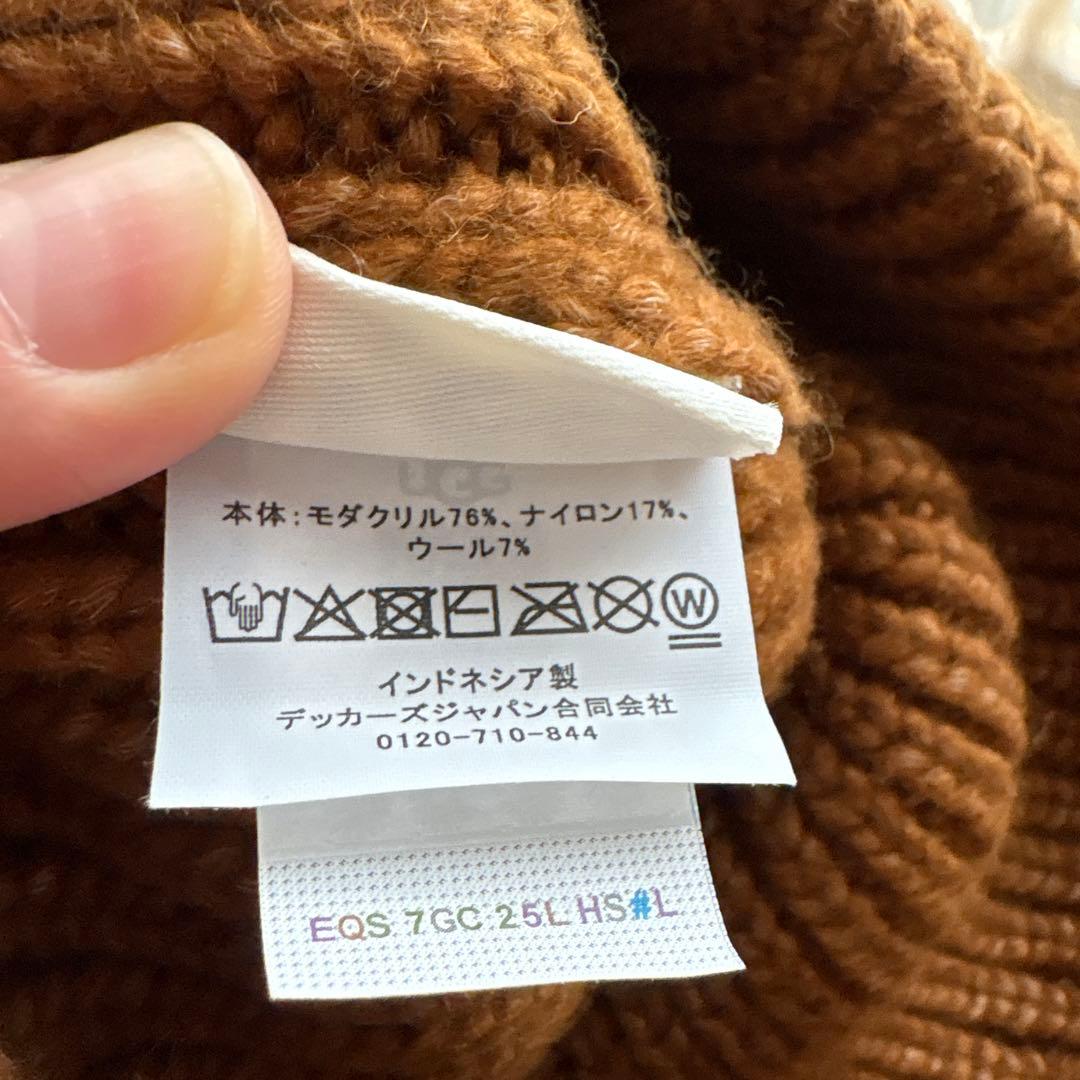 本体:モダクリル76%、ナイロン17%、
ウール7%
W
インドネシア製
デッカーズジャパン合同会社
0120-710-844
EQS 7GC 25L HS#L